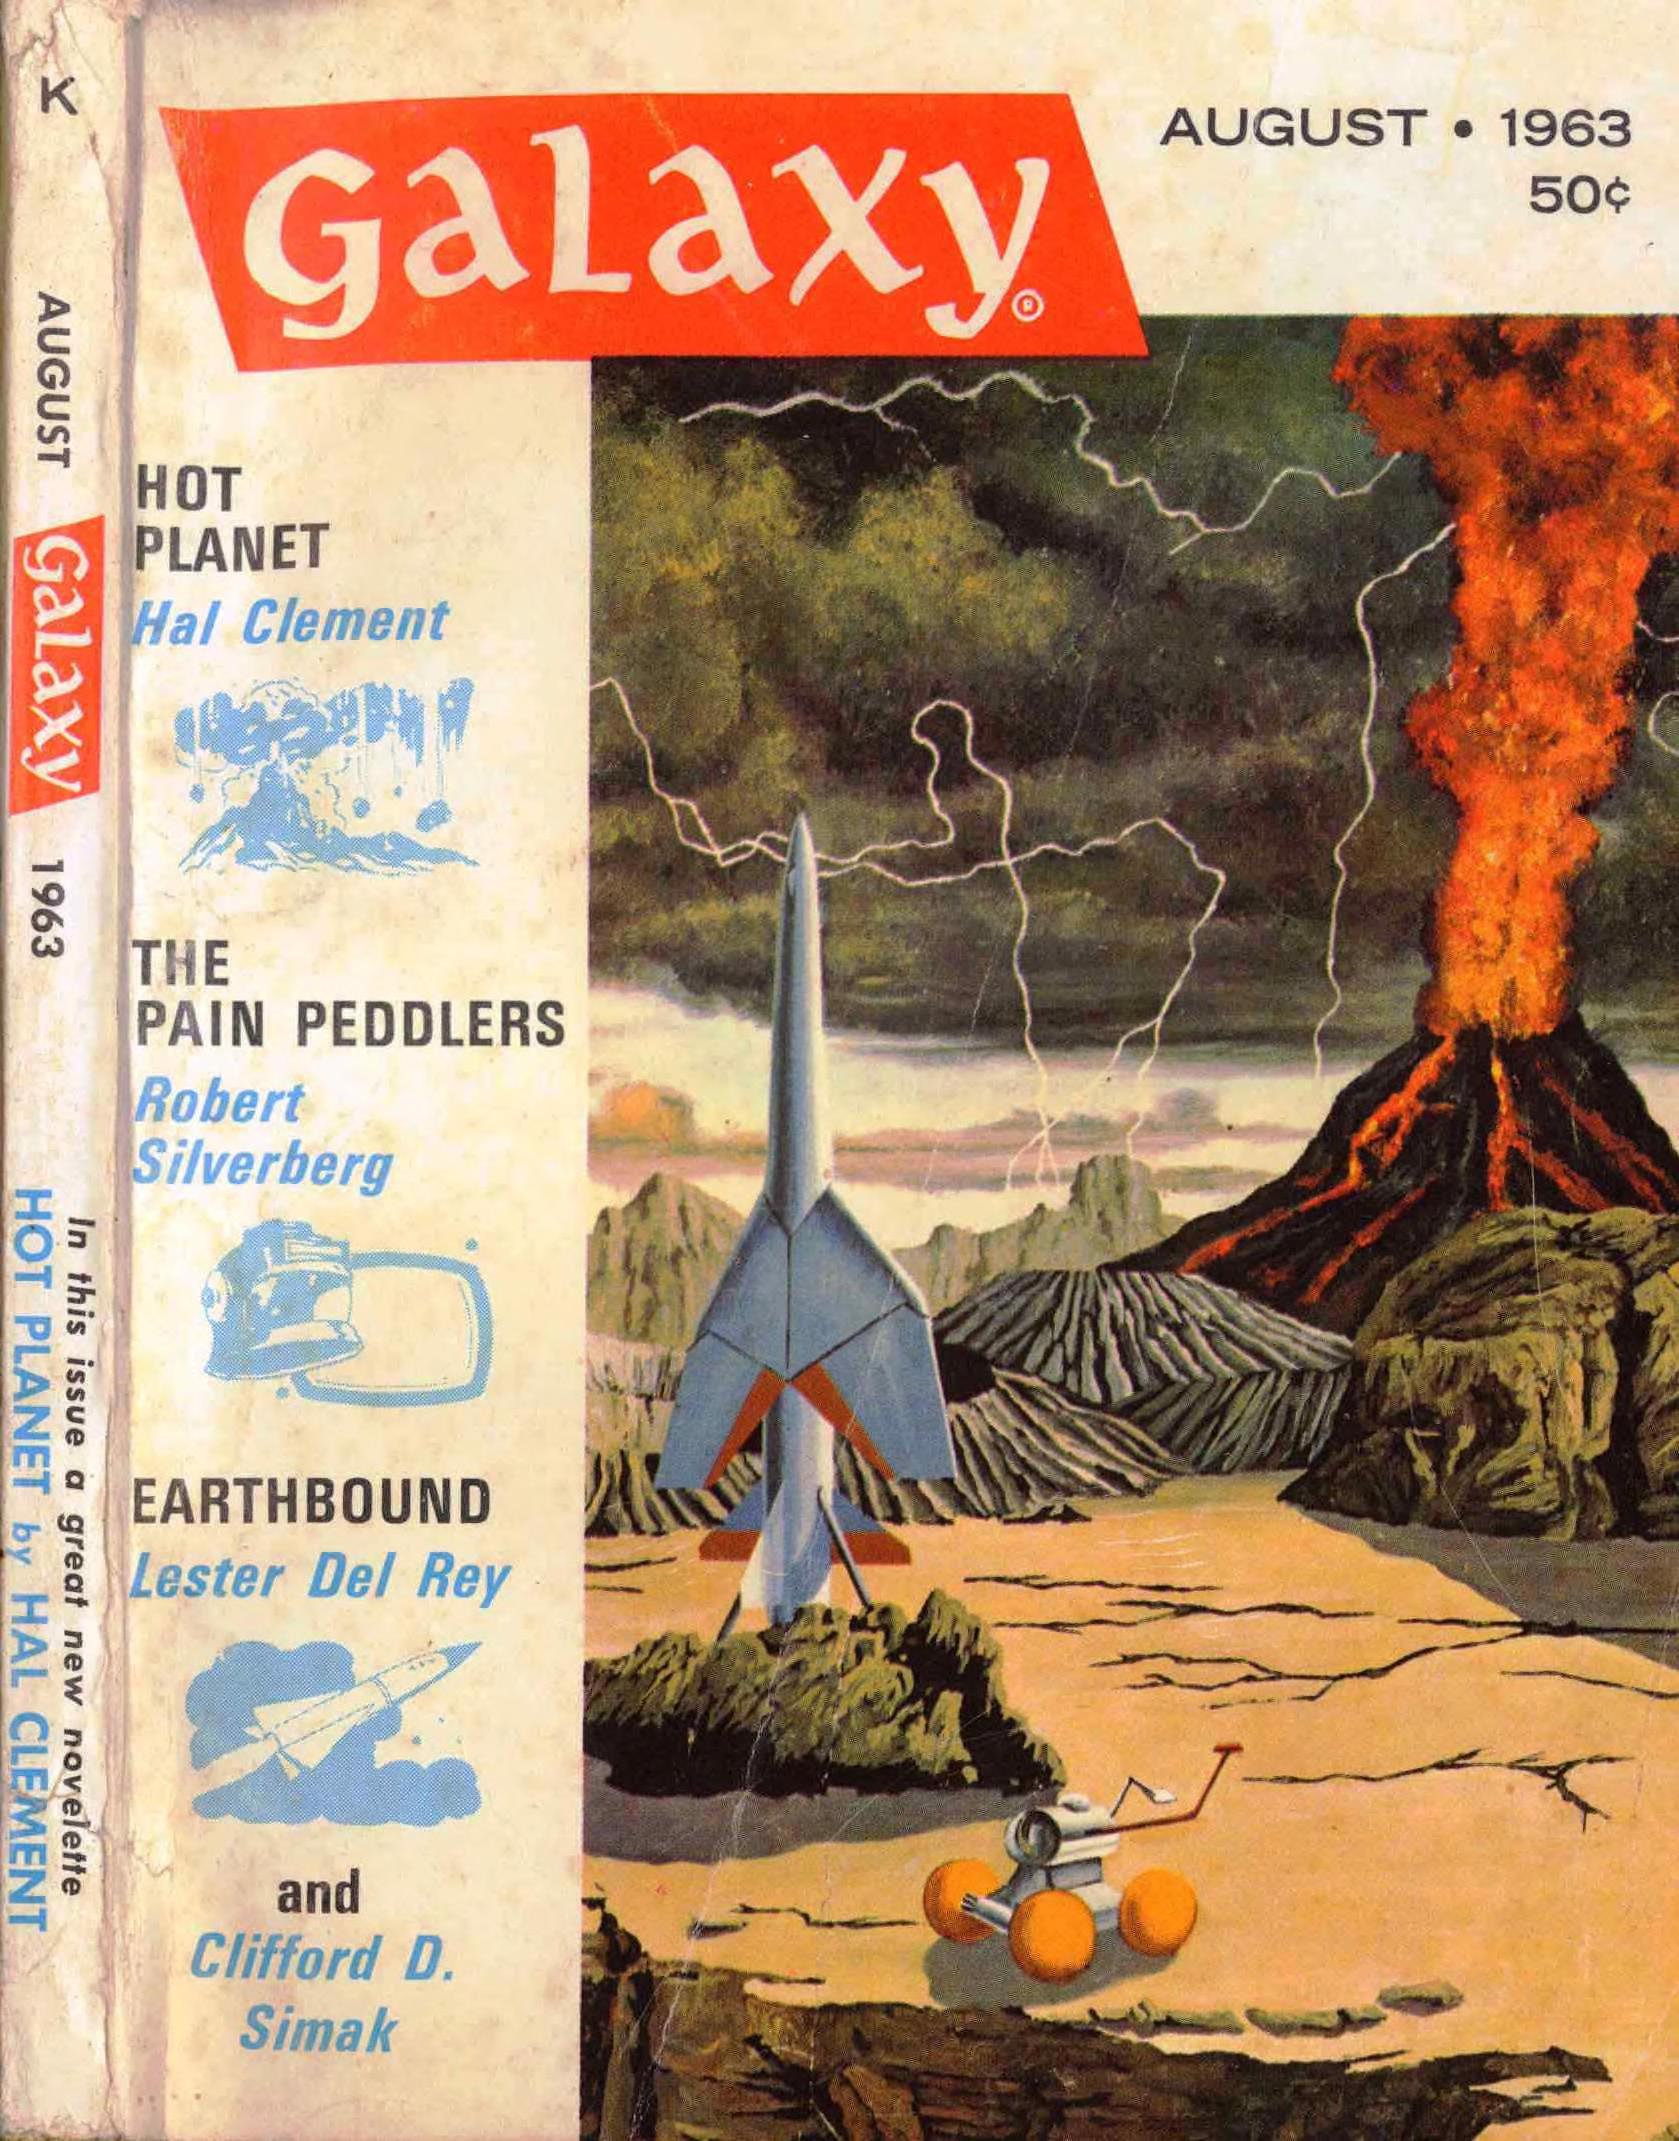 K
AUGUST
Galaxy
1963
In this issue a great new novelette
HOT PLANET by HAL CLEMENT
Galaxy®
AUGUST • 1963
50¢
HOT
PLANET
Hal Clement
THE
PAIN PEDDLERS
Robert
Silverberg
EARTHBOUND
Lester Del Rey
and
Clifford D.
Simak